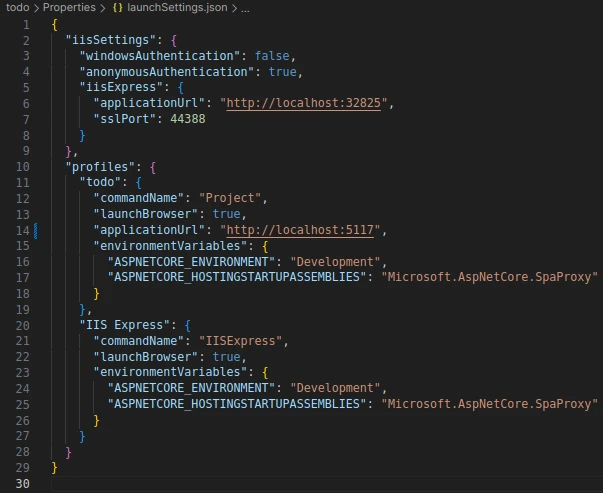 todo > Properties > {} launchSettings.json > ...
1 {
2   "iisSettings": {
3     "windowsAuthentication": false,
4     "anonymousAuthentication": true,
5     "iisExpress": {
6       "applicationUrl": "http://localhost:32825",
7       "sslPort": 44388
8     }
9   },
10   "profiles": {
11     "todo": {
12       "commandName": "Project",
13       "launchBrowser": true,
14       "applicationUrl": "http://localhost:5117",
15       "environmentVariables": {
16         "ASPNETCORE_ENVIRONMENT": "Development",
17         "ASPNETCORE_HOSTINGSTARTUPASSEMBLIES": "Microsoft.AspNetCore.SpaProxy"
18       }
19     },
20     "IIS Express": {
21       "commandName": "IISExpress",
22       "launchBrowser": true,
23       "environmentVariables": {
24         "ASPNETCORE_ENVIRONMENT": "Development",
25         "ASPNETCORE_HOSTINGSTARTUPASSEMBLIES": "Microsoft.AspNetCore.SpaProxy"
26       }
27     }
28   }
29 }
30